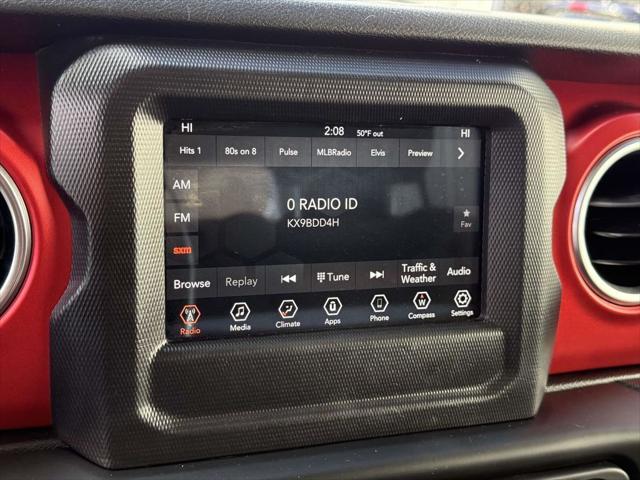 HI 2:08 50°F out HI
Hits 1 80s on 8 Pulse MLBRadio Elvis Preview
AM
0 RADIO ID
KX9BDD4H
FM
Fav
sxm
Browse Replay Tune Traffic & Weather Audio
Radio Media Climate Apps Phone W Compass Settings